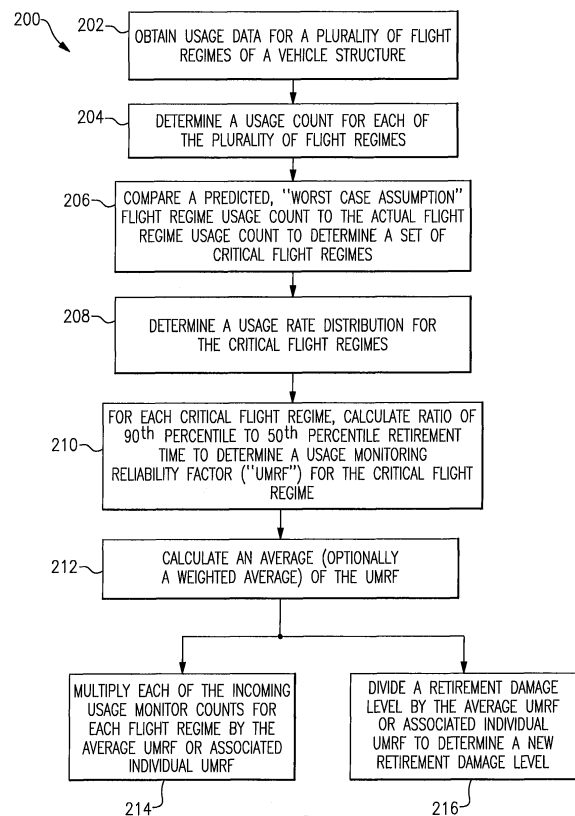 200
202
OBTAIN USAGE DATA FOR A PLURALITY OF FLIGHT
REGIMES OF A VEHICLE STRUCTURE
204
DETERMINE A USAGE COUNT FOR EACH OF
THE PLURALITY OF FLIGHT REGIMES
206
COMPARE A PREDICTED, "WORST CASE ASSUMPTION"
FLIGHT REGIME USAGE COUNT TO THE ACTUAL FLIGHT
REGIME USAGE COUNT TO DETERMINE A SET OF
CRITICAL FLIGHT REGIMES
208
DETERMINE A USAGE RATE DISTRIBUTION FOR
THE CRITICAL FLIGHT REGIMES
210
FOR EACH CRITICAL FLIGHT REGIME, CALCULATE RATIO OF
90th PERCENTILE TO 50th PERCENTILE RETIREMENT
TIME TO DETERMINE A USAGE MONITORING
RELIABILITY FACTOR ("UMRF") FOR THE CRITICAL FLIGHT
REGIME
212
CALCULATE AN AVERAGE (OPTIONALLY
A WEIGHTED AVERAGE) OF THE UMRF
MULTIPLY EACH OF THE INCOMING
USAGE MONITOR COUNTS FOR
EACH FLIGHT REGIME BY THE
AVERAGE UMRF OR ASSOCIATED
INDIVIDUAL UMRF
214
DIVIDE A RETIREMENT DAMAGE
LEVEL BY THE AVERAGE UMRF
OR ASSOCIATED INDIVIDUAL
UMRF TO DETERMINE A NEW
RETIREMENT DAMAGE LEVEL
216